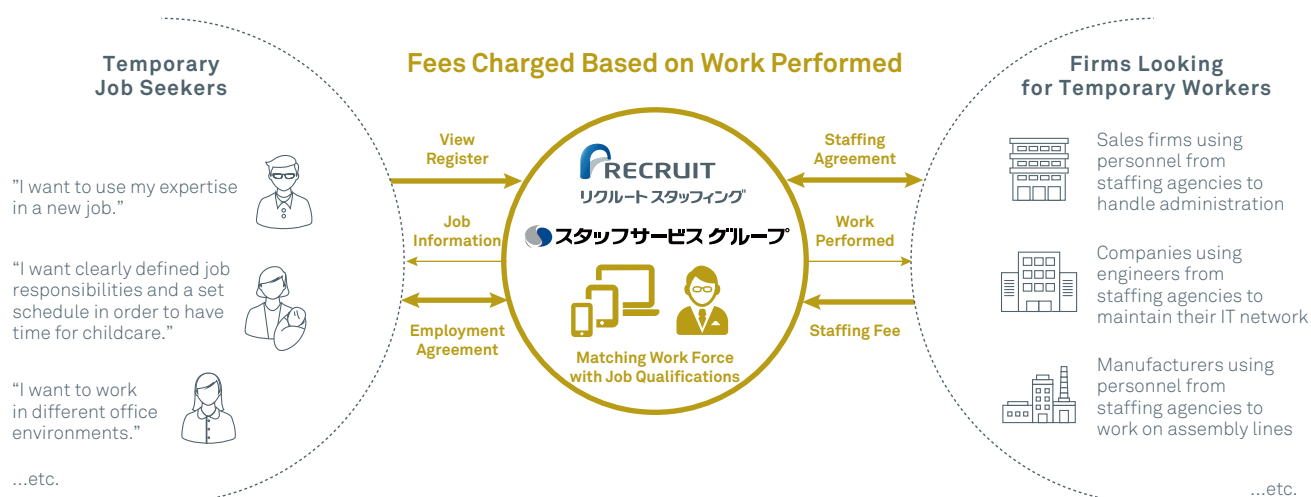 Fees Charged Based on Work Performed
Temporary
Job Seekers
"I want to use my expertise
in a new job."
"I want clearly defined job
responsibilities and a set
schedule in order to have
time for childcare."
"I want to work
in different office
environments."
...etc.
View
Register
Job
Information
Employment
Agreement
RECRUIT
リクルート スタッフィング
スタッフサービス グループ
Matching Work Force
with Job Qualifications
Staffing
Agreement
Work
Performed
Staffing Fee
Firms Looking
for Temporary Workers
Sales firms using
personnel from
staffing agencies to
handle administration
Companies using
engineers from
staffing agencies to
maintain their IT network
Manufacturers using
personnel from
staffing agencies to
work on assembly lines
...etc.